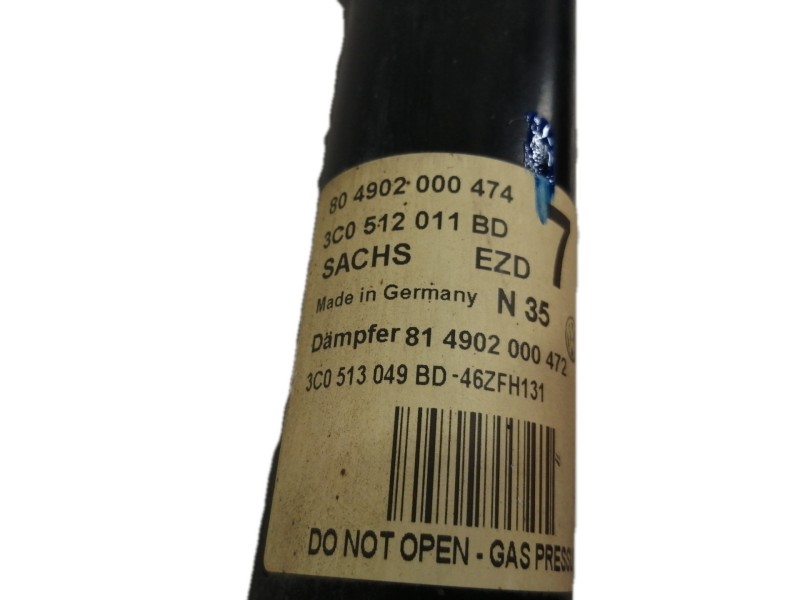 80 4902 000 474
3C0 512 011 BD
SACHS EZD 7
Made in Germany N 35
Dämpfer 81 4902 000 472
3C0 513 049 BD -46ZFH131
DO NOT OPEN - GAS